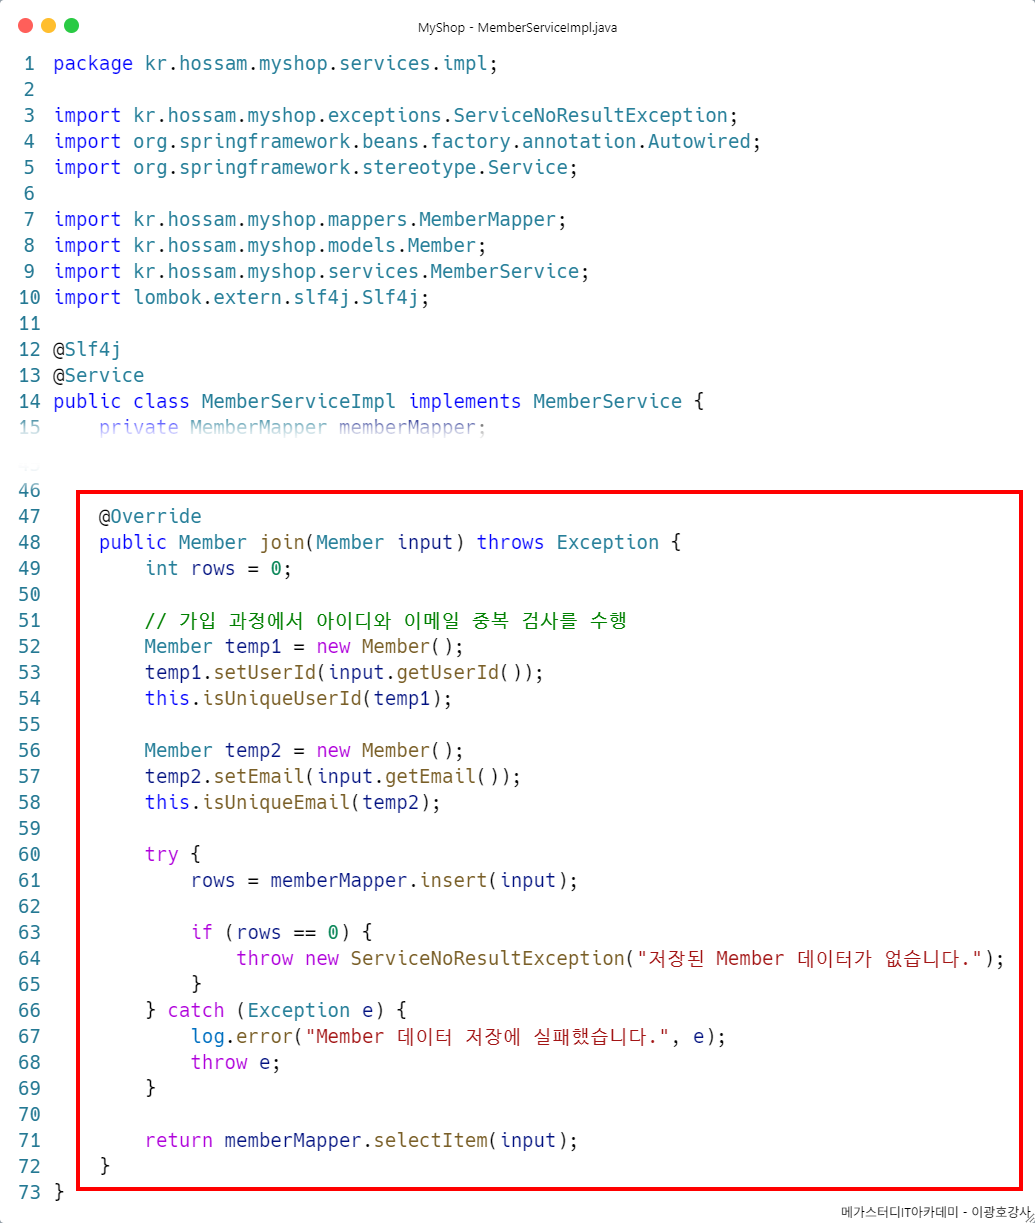 MyShop - MemberServiceImpl.java
1 package kr.hossam.myshop.services.impl;
2
3 import kr.hossam.myshop.exceptions.ServiceNoResultException;
4 import org.springframework.beans.factory.annotation.Autowired;
5 import org.springframework.stereotype.Service;
6
7 import kr.hossam.myshop.mappers.MemberMapper;
8 import kr.hossam.myshop.models.Member;
9 import kr.hossam.myshop.services.MemberService;
10 import lombok.extern.slf4j.Slf4j;
11
12 @Slf4j
13 @Service
14 public class MemberServiceImpl implements MemberService {
15     private MemberMapper memberMapper;
46
47     @Override
48     public Member join(Member input) throws Exception {
49         int rows = 0;
50
51         // 가입 과정에서 아이디와 이메일 중복 검사를 수행
52         Member temp1 = new Member();
53         temp1.setUserId(input.getUserId());
54         this.isUniqueUserId(temp1);
55
56         Member temp2 = new Member();
57         temp2.setEmail(input.getEmail());
58         this.isUniqueEmail(temp2);
59
60         try {
61             rows = memberMapper.insert(input);
62
63             if (rows == 0) {
64                 throw new ServiceNoResultException("저장된 Member 데이터가 없습니다.");
65             }
66         } catch (Exception e) {
67             log.error("Member 데이터 저장에 실패했습니다.", e);
68             throw e;
69         }
70
71         return memberMapper.selectItem(input);
72     }
73 }
메가스터디IT아카데미 - 이광호강사